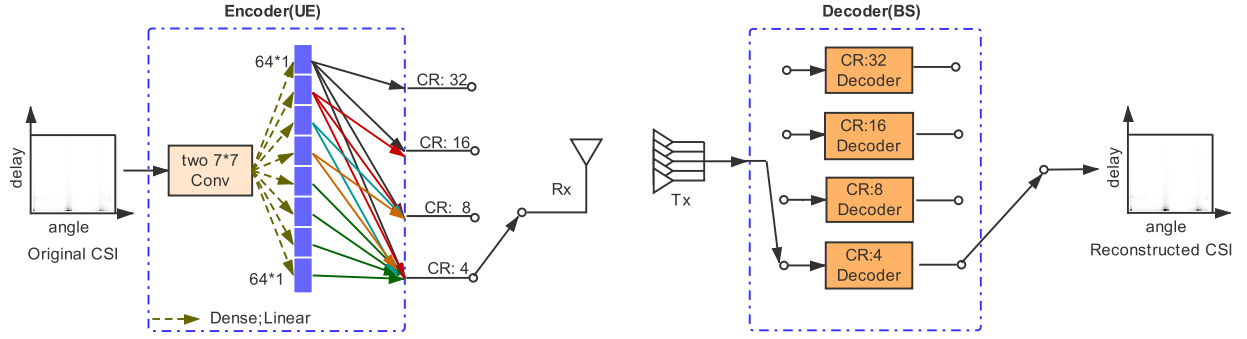 Encoder(UE)
64*1
CR: 32
CR: 16
two 7*7
Conv
delay
angle
Original CSI
CR: 8
CR: 4
64*1
Dense;Linear
Rx
Decoder(BS)
CR:32
Decoder
CR:16
Decoder
CR:8
Decoder
CR:4
Decoder
Tx
delay
angle
Reconstructed CSI